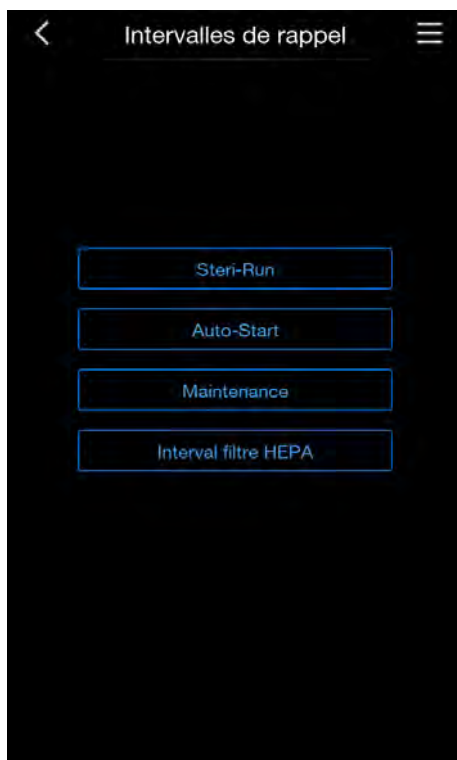 Intervalles de rappel
Steri-Run
Auto-Start
Maintenance
Interval filtre HEPA